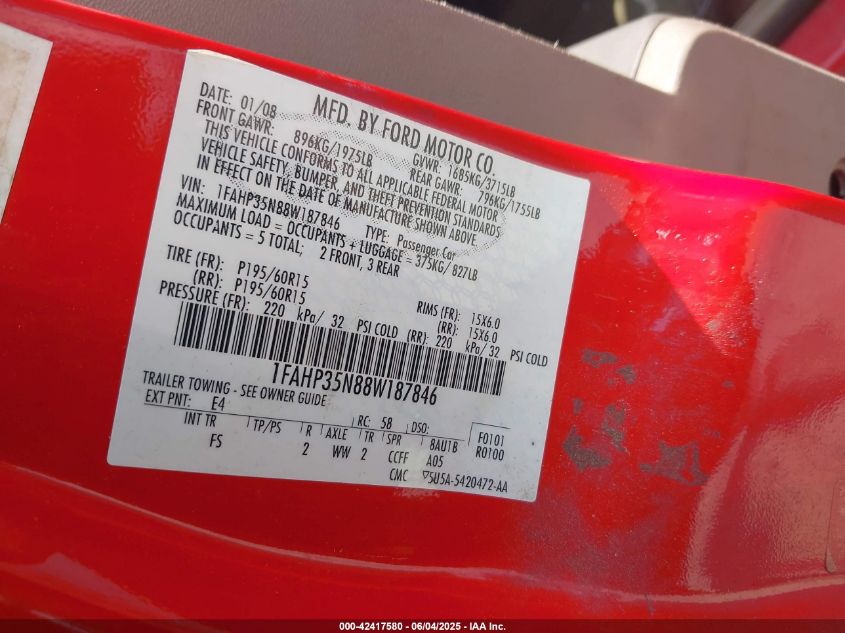 MFD. BY FORD MOTOR CO.
DATE: 01/08 GVWR: 1685KG/3715LB
FRONT GAWR: 896KG/1975LB REAR GAWR: 796KG/1755LB
THIS VEHICLE CONFORMS TO ALL APPLICABLE FEDERAL MOTOR
VEHICLE SAFETY, BUMPER, AND THEFT PREVENTION STANDARDS
IN EFFECT ON THE DATE OF MANUFACTURE SHOWN ABOVE.
VIN: 1FAHP35N88W187846 TYPE: Passenger Car
MAXIMUM LOAD = OCCUPANTS + LUGGAGE = 375KG/827LB
OCCUPANTS = 5 TOTAL; 2 FRONT, 3 REAR
TIRE (FR): P195/60R15 RIMS (FR): 15X6.0
(RR): P195/60R15 (RR): 15X6.0
PRESSURE (FR): 220 kPa/ 32 PSI COLD (RR): 220 kPa/ 32 PSI COLD
1FAHP35N88W187846
TRAILER TOWING - SEE OWNER GUIDE
EXT PNT: E4 RC: 58 DSO: F0101
INT TR TP/PS R AXLE TR SPR 8AU1B R0100
FS 2 WW 2 CCFF A05
CMC ▽5U5A-5420472-AA
000-42417580 - 06/04/2025 - IAA Inc.